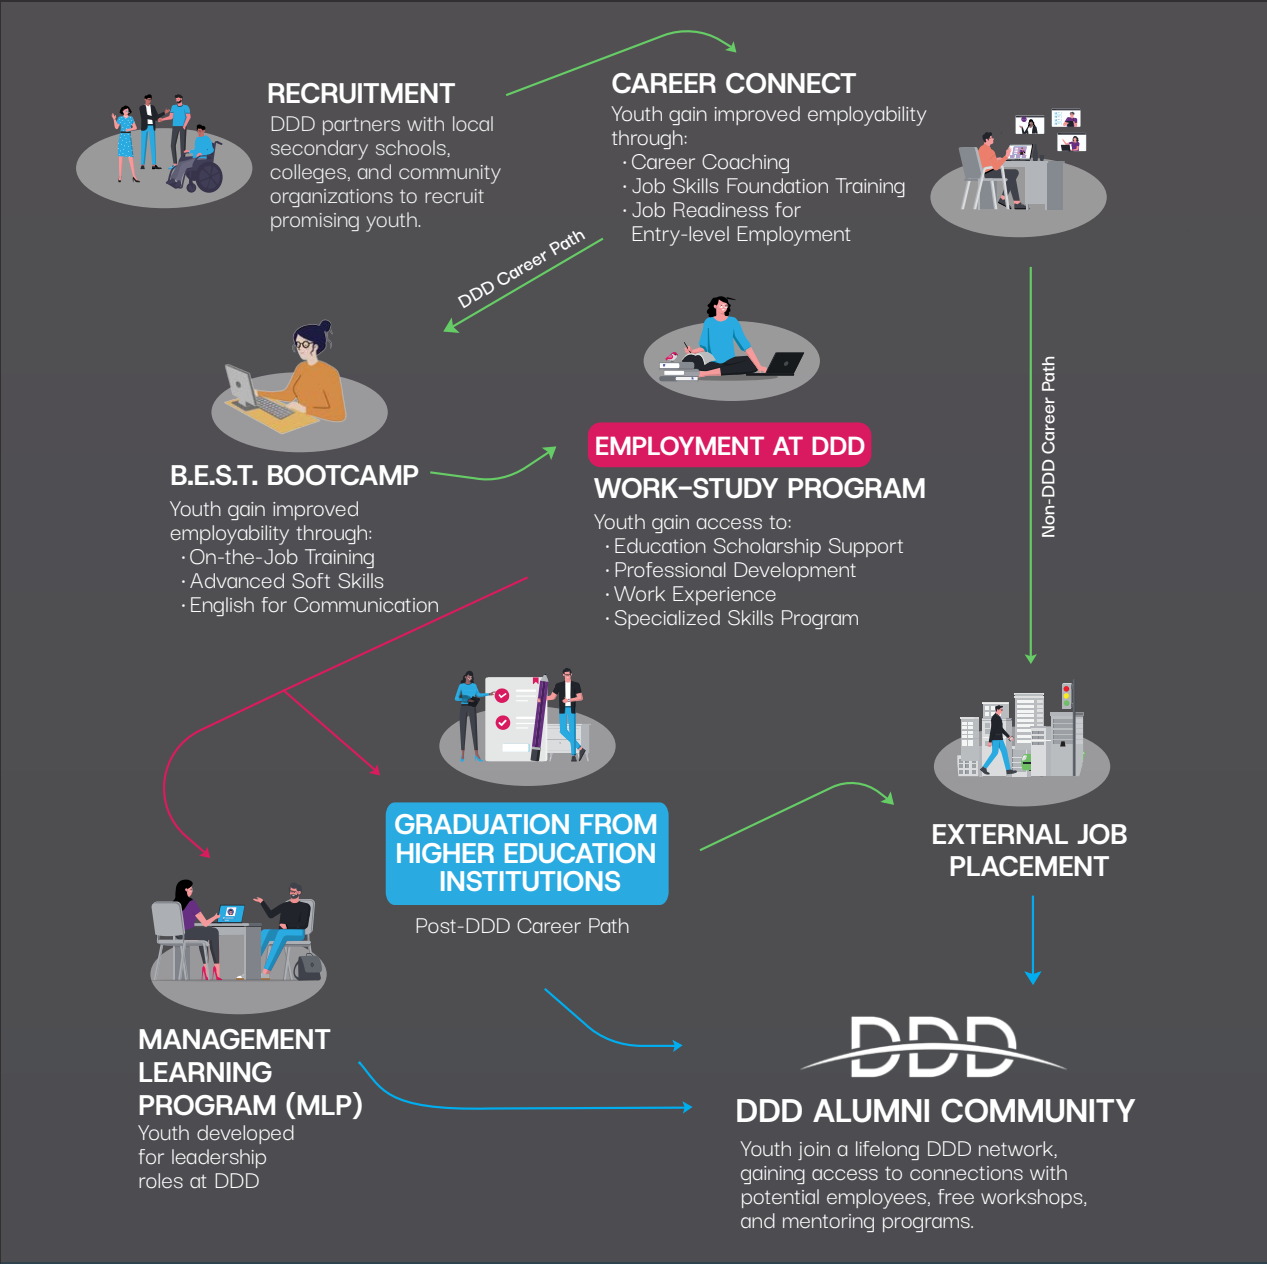 RECRUITMENT
DDD partners with local
secondary schools,
colleges, and community
organizations to recruit
promising youth.
CAREER CONNECT
Youth gain improved employability
through:
· Career Coaching
· Job Skills Foundation Training
· Job Readiness for
Entry-level Employment
DDD Career Path
Non-DDD Career Path
B.E.S.T. BOOTCAMP
Youth gain improved
employability through:
· On-the-Job Training
· Advanced Soft Skills
· English for Communication
EMPLOYMENT AT DDD
WORK-STUDY PROGRAM
Youth gain access to:
· Education Scholarship Support
· Professional Development
· Work Experience
· Specialized Skills Program
GRADUATION FROM
HIGHER EDUCATION
INSTITUTIONS
Post-DDD Career Path
EXTERNAL JOB
PLACEMENT
MANAGEMENT
LEARNING
PROGRAM (MLP)
Youth developed
for leadership
roles at DDD
DDD
DDD ALUMNI COMMUNITY
Youth join a lifelong DDD network,
gaining access to connections with
potential employees, free workshops,
and mentoring programs.